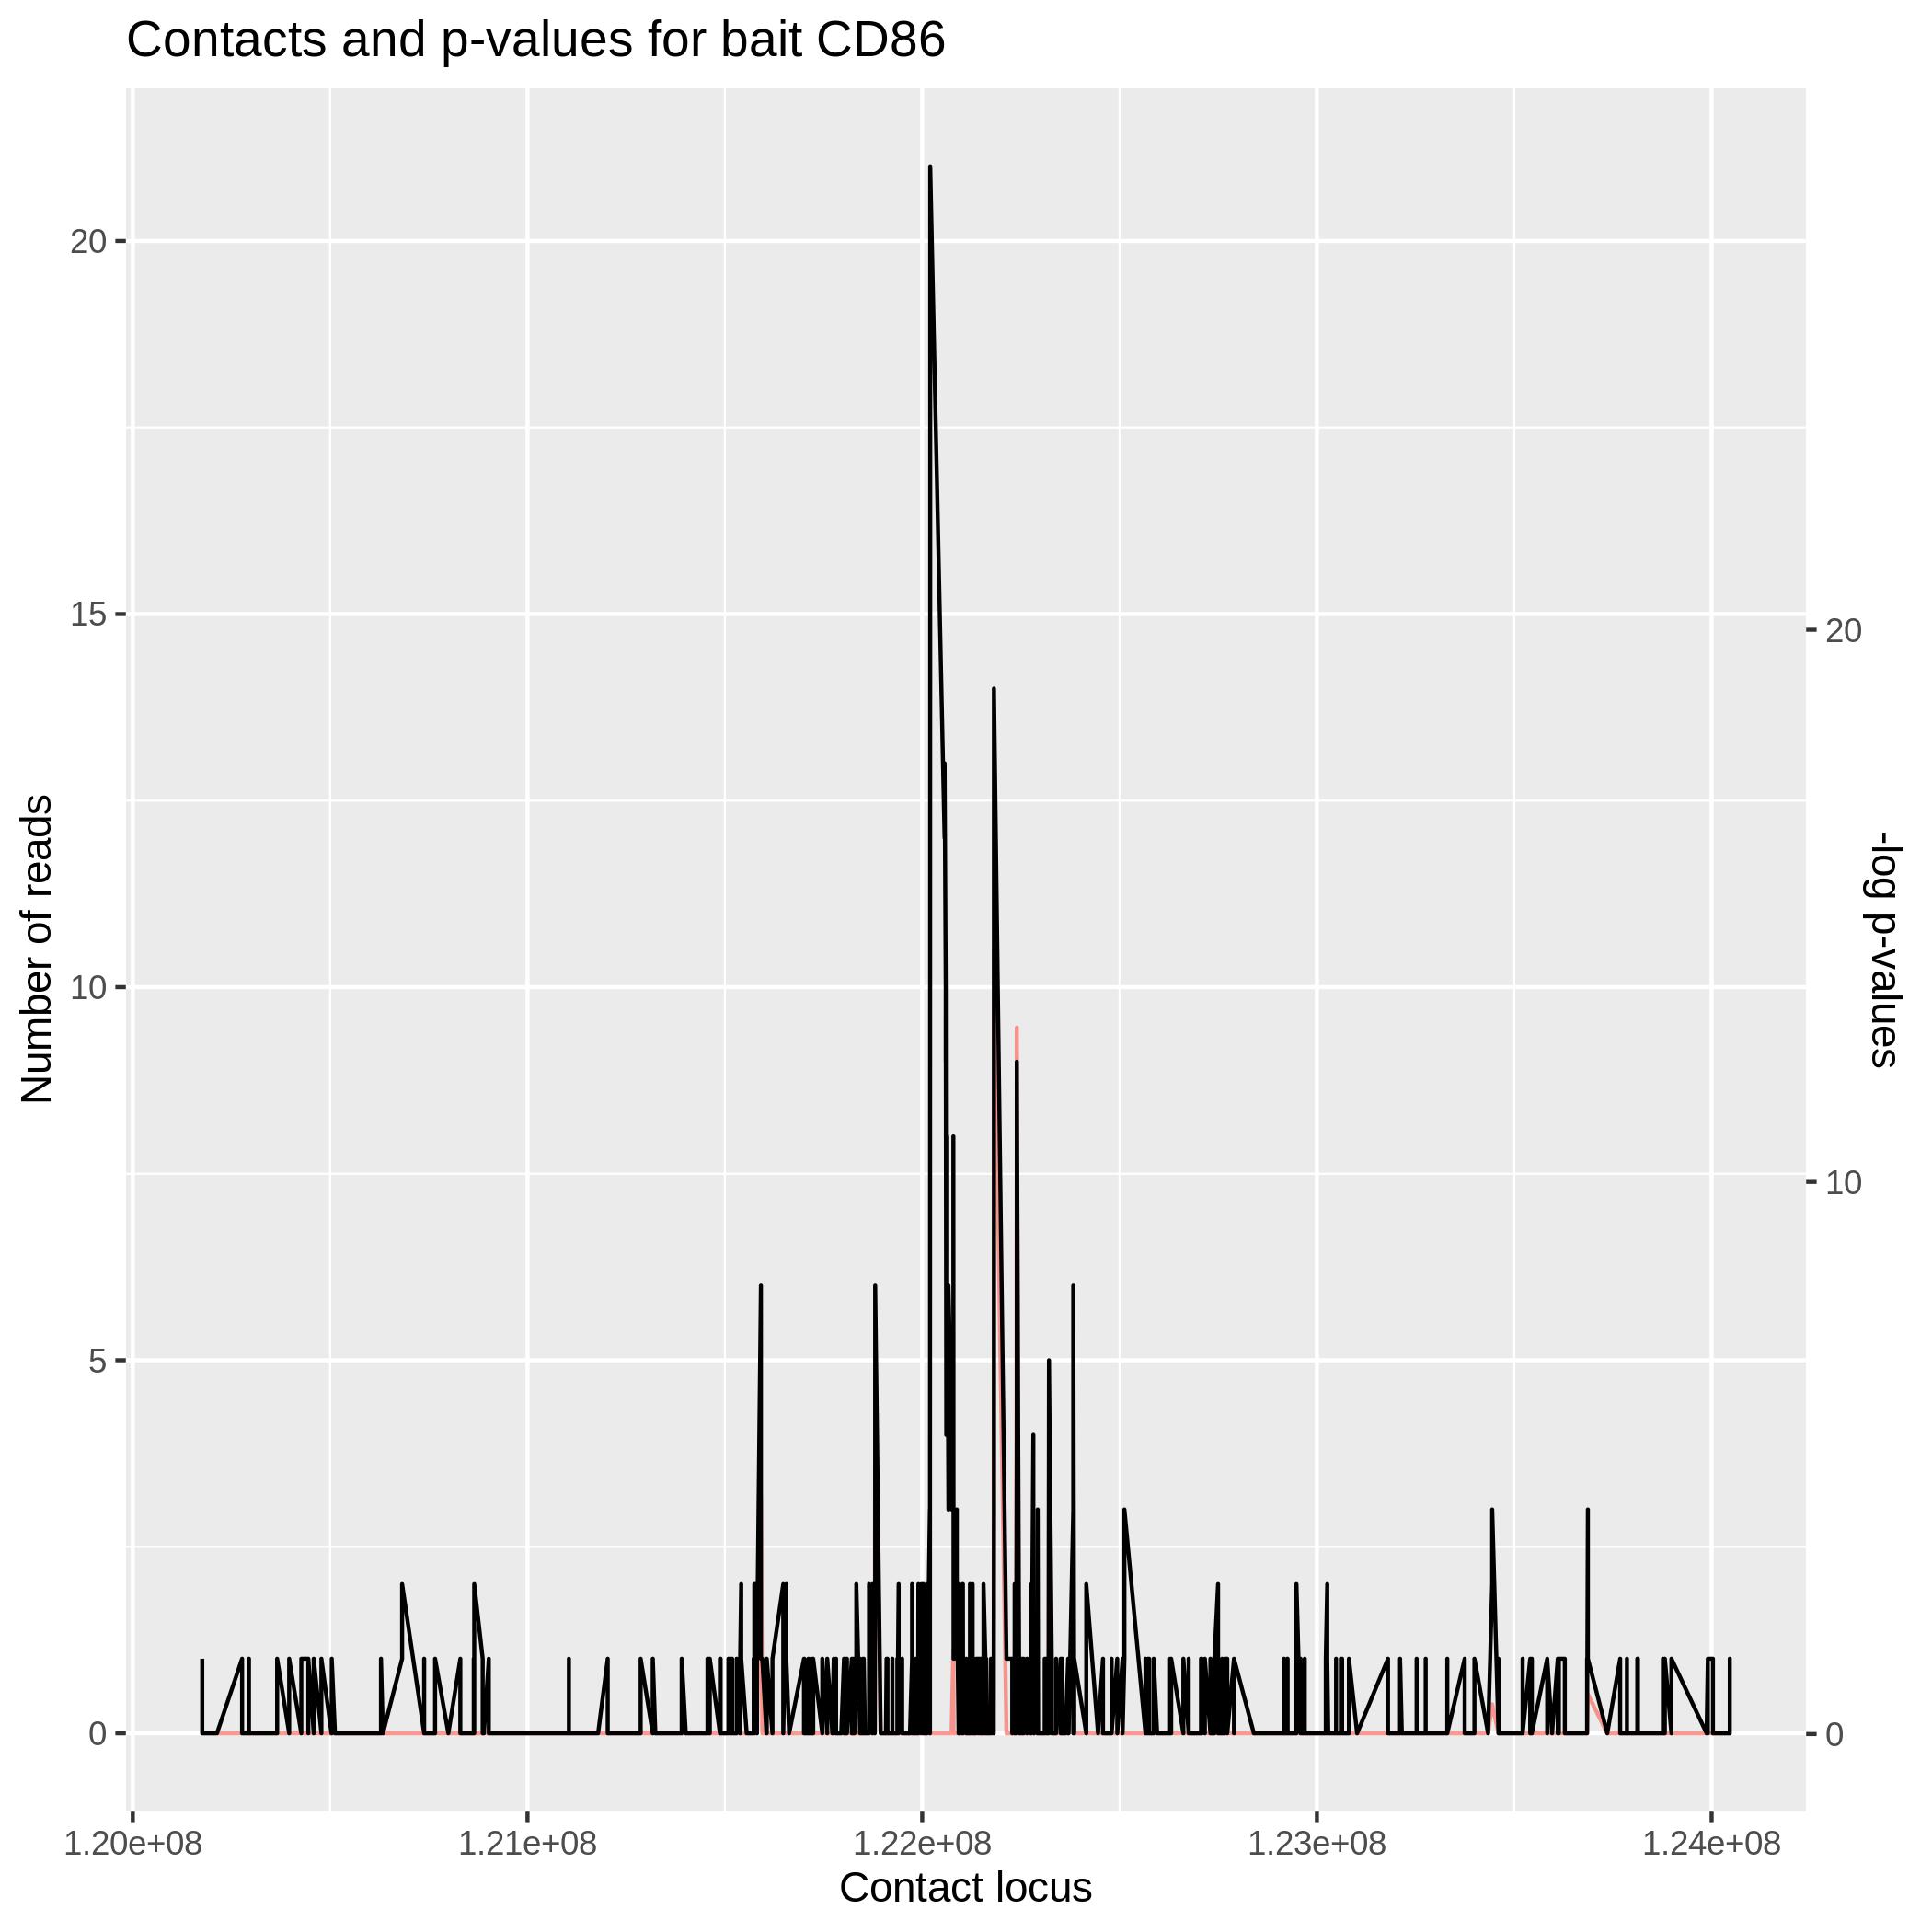 Contacts and p-values for bait CD86
20
15
10
5
0
Number of reads
20
10
0
-log p-values
1.20e+08 1.21e+08 1.22e+08 1.23e+08 1.24e+08
Contact locus